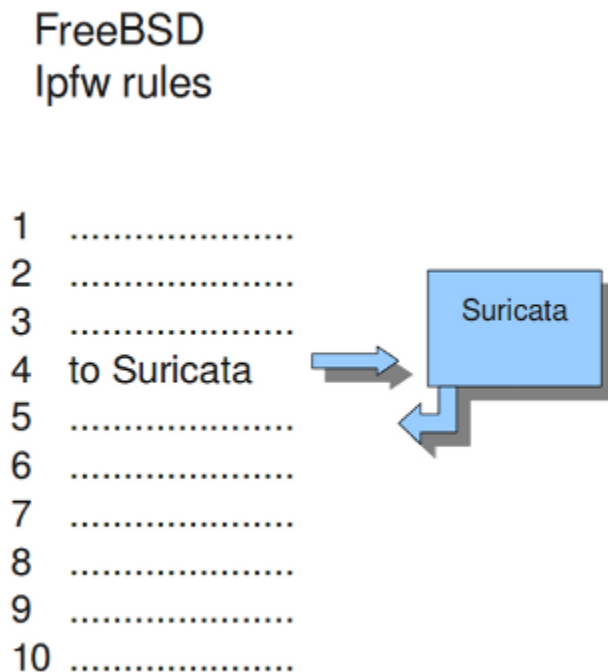 FreeBSD
Ipfw rules
1 .....................
2 .....................
3 .....................
4 to Suricata
Suricata
5 .....................
6 .....................
7 .....................
8 .....................
9 .....................
10 .....................